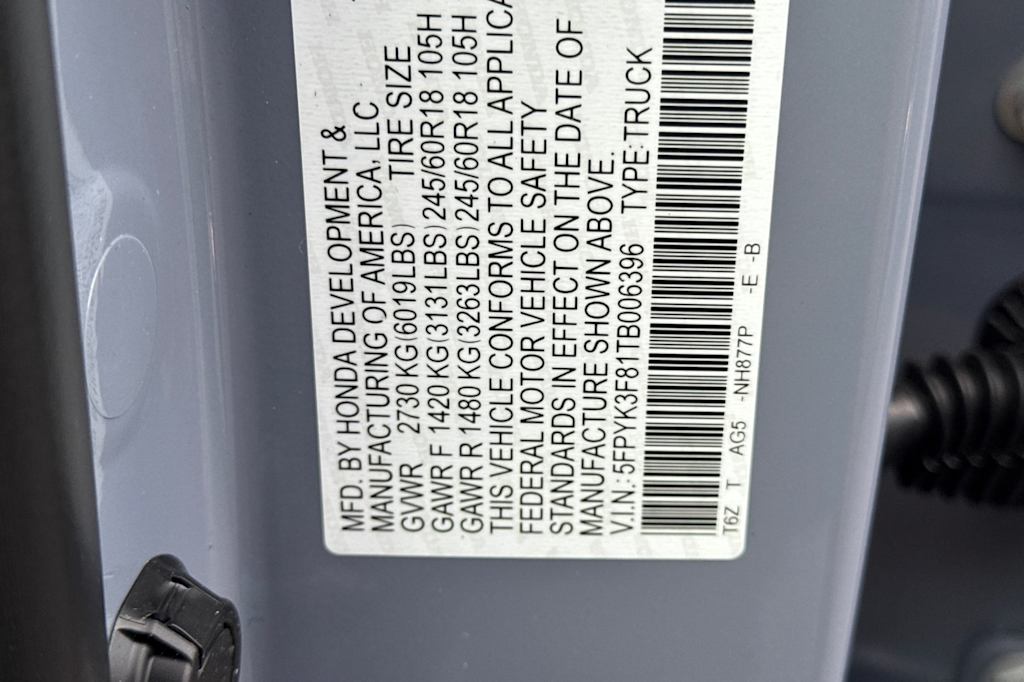 MFD. BY HONDA DEVELOPMENT &
MANUFACTURING OF AMERICA, LLC
GVWR 2730 KG(6019LBS) TIRE SIZE
GAWR F 1420 KG(3131LBS) 245/60R18 105H
GAWR R 1480 KG(3263LBS) 245/60R18 105H
THIS VEHICLE CONFORMS TO ALL APPLICA
FEDERAL MOTOR VEHICLE SAFETY
STANDARDS IN EFFECT ON THE DATE OF
MANUFACTURE SHOWN ABOVE.
V.I.N.:5FPYK3F81TB006396 TYPE:TRUCK
T6Z T AG5 -NH877P -E -B